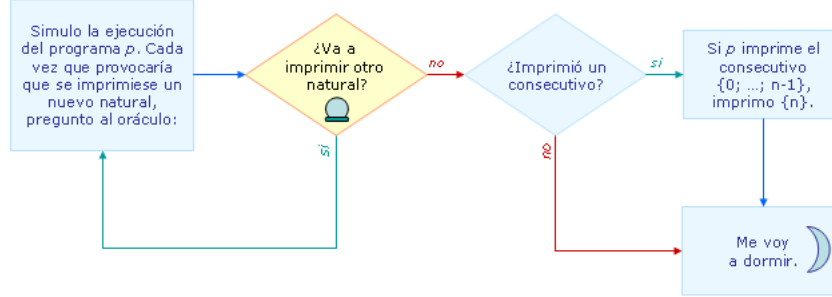 Simulo la ejecución
del programa p. Cada
vez que provocaría
que se imprimiese un
nuevo natural,
pregunto al oráculo:
¿Va a
imprimir otro
natural?
sí
no
¿Imprimió un
consecutivo?
sí
no
Si p imprime el
consecutivo
{0; …; n-1},
imprimo {n}.
Me voy
a dormir.